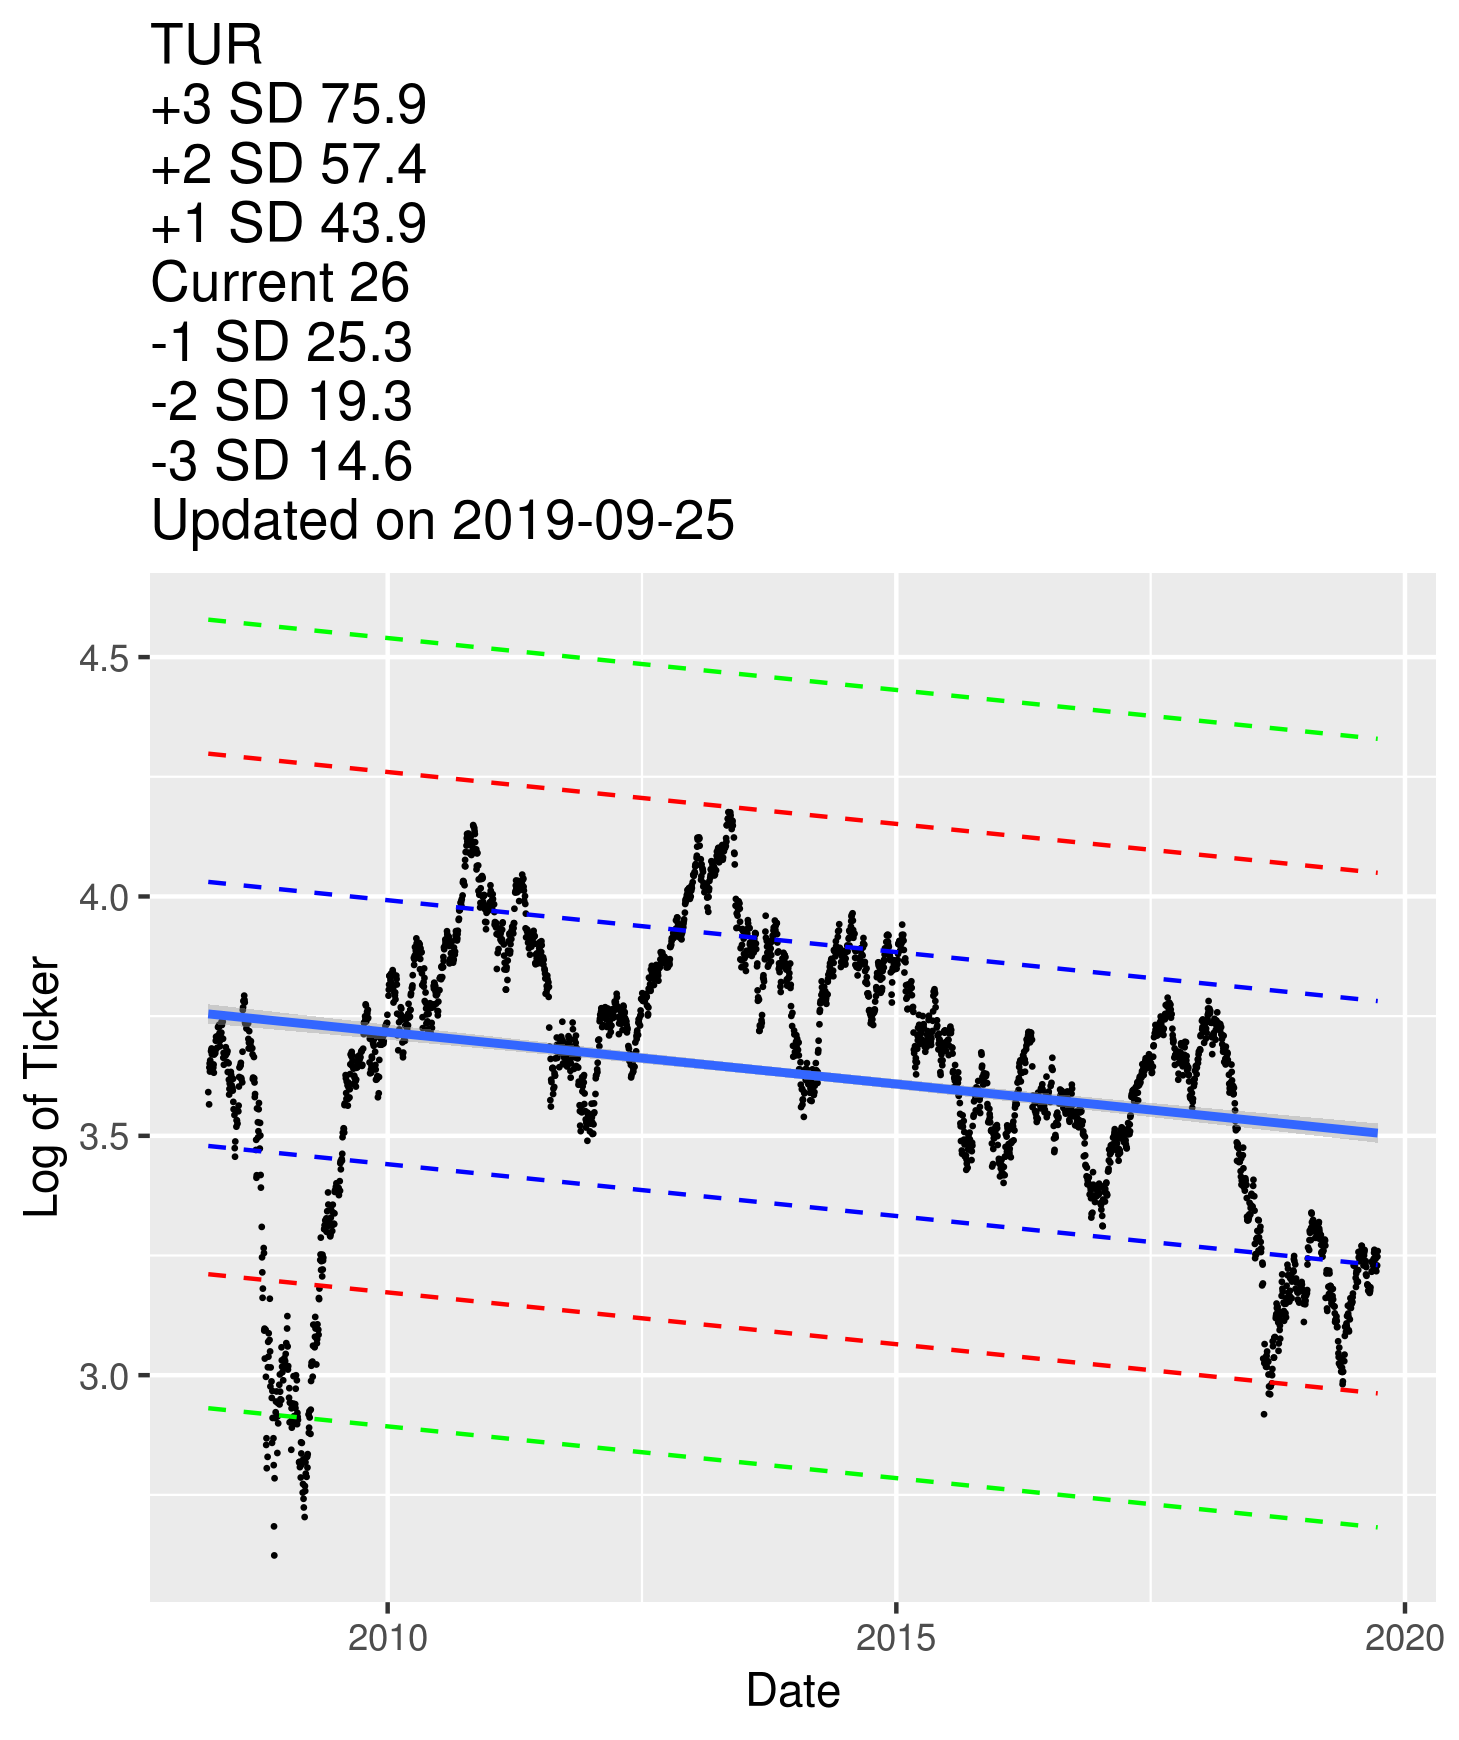 TUR
+3 SD 75.9
+2 SD 57.4
+1 SD 43.9
Current 26
-1 SD 25.3
-2 SD 19.3
-3 SD 14.6
Updated on 2019-09-25
4.5
4.0
3.5
3.0
Log of Ticker
2010
2015
2020
Date